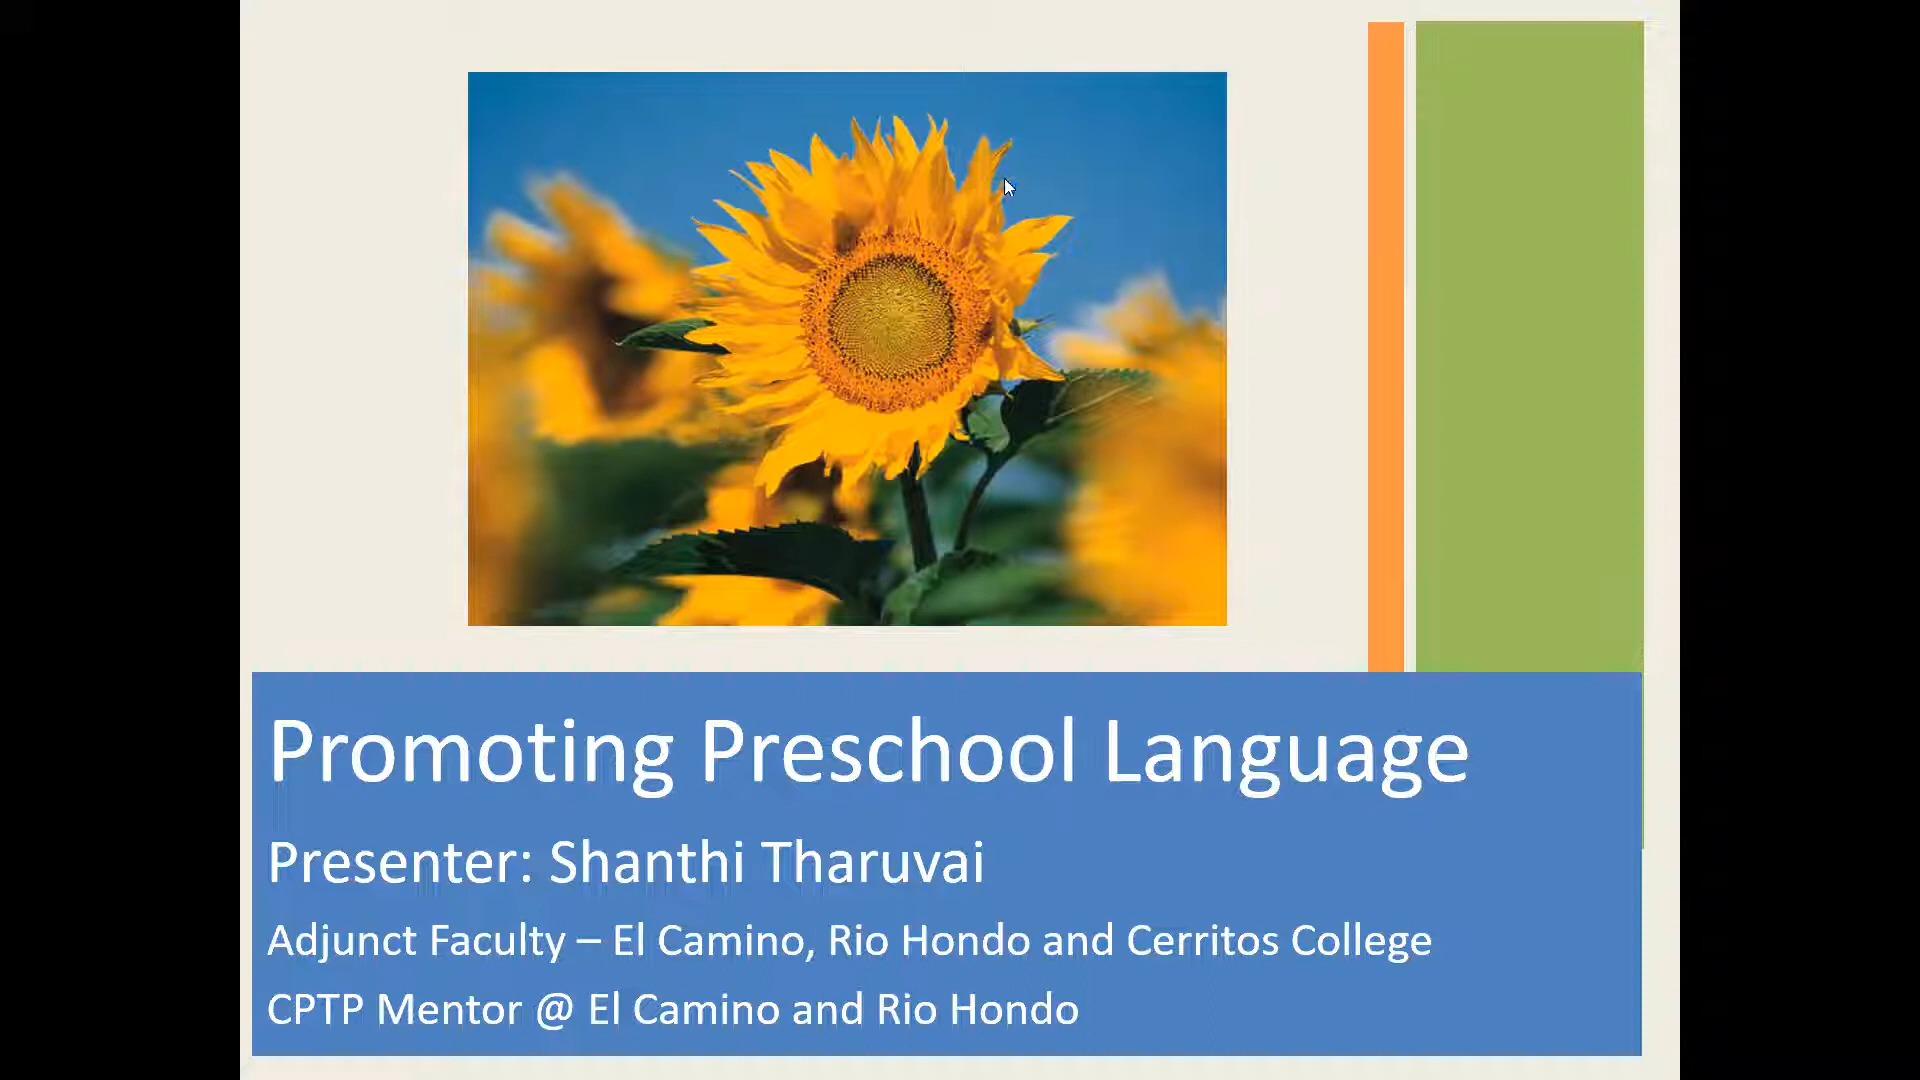 Promoting Preschool Language
Presenter: Shanthi Tharuvai
Adjunct Faculty – El Camino, Rio Hondo and Cerritos College
CPTP Mentor @ El Camino and Rio Hondo